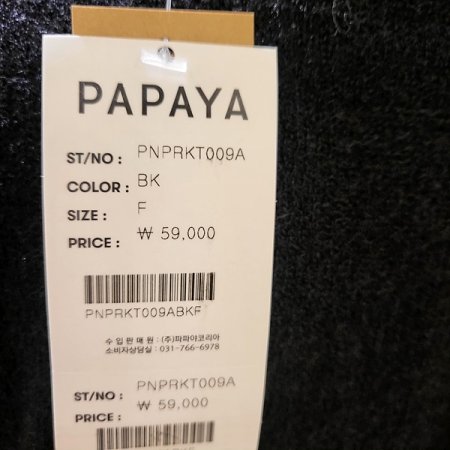 PAPAYA
ST/NO : PNPRKT009A
COLOR : BK
SIZE : F
PRICE : ₩ 59,000
PNPRKT009ABKF
수 입 판 매 원 : (주)파파야코리아
소비자상담실 : 031-766-6978
ST/NO : PNPRKT009A
PRICE : ₩ 59,000